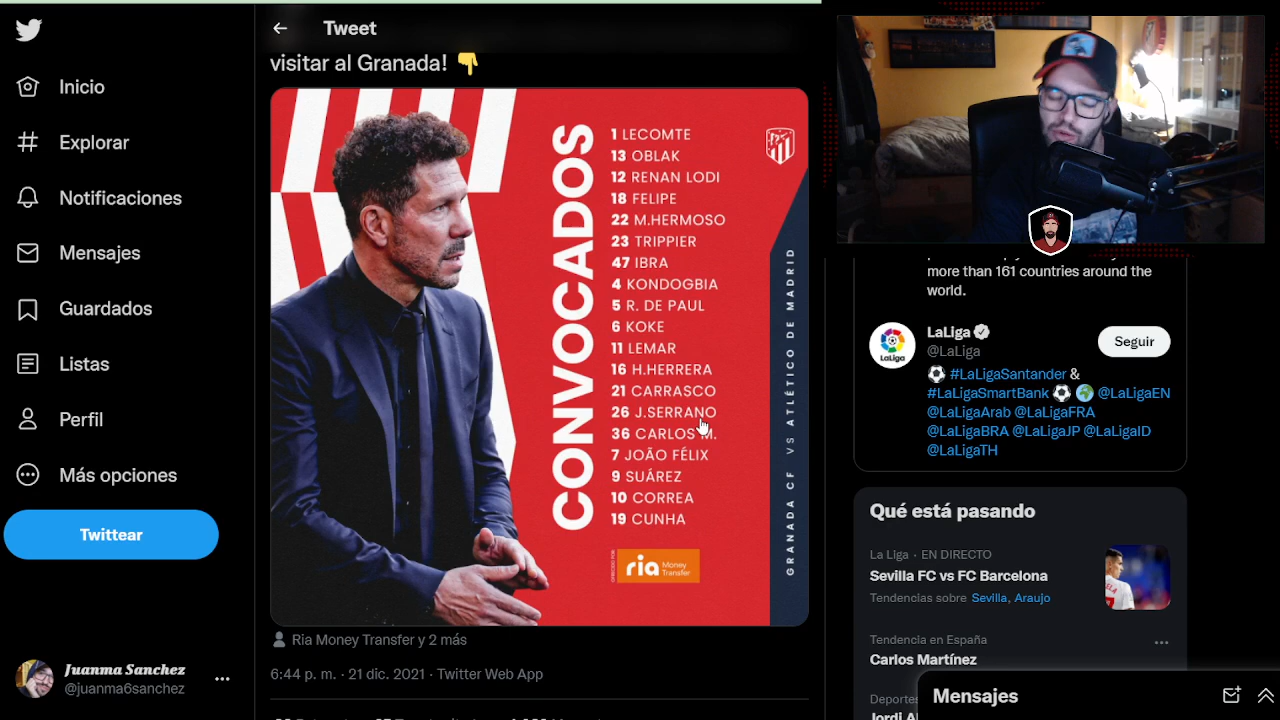 Tweet
visitar al Granada! 👇
Inicio
Explorar
Notificaciones
Mensajes
Guardados
Listas
Perfil
Más opciones
Twittear
Juanma Sanchez
@juanma6sanchez
CONVOCADOS
1 LECOMTE
13 OBLAK
12 RENAN LODI
18 FELIPE
22 M.HERMOSO
23 TRIPPIER
47 IBRA
4 KONDOGBIA
5 R. DE PAUL
6 KOKE
11 LEMAR
16 H.HERRERA
21 CARRASCO
26 J.SERRANO
36 CARLOS M.
7 JOÃO FÉLIX
9 SUÁREZ
10 CORREA
19 CUNHA
GRANADA CF VS ATLÉTICO DE MADRID
ria Money Transfer
Ria Money Transfer y 2 más
6:44 p. m. · 21 dic. 2021 · Twitter Web App
more than 161 countries around the
world.
LaLiga
@LaLiga
Seguir
⚽ #LaLigaSantander &
#LaLigaSmartBank ⚽ 🌍 @LaLigaEN
@LaLigaArab @LaLigaFRA
@LaLigaBRA @LaLigaJP @LaLigaID
@LaLigaTH
LaLiga
Qué está pasando
La Liga · EN DIRECTO
Sevilla FC vs FC Barcelona
Tendencias sobre Sevilla, Araujo
Tendencia en España
Carlos Martínez
Mensajes